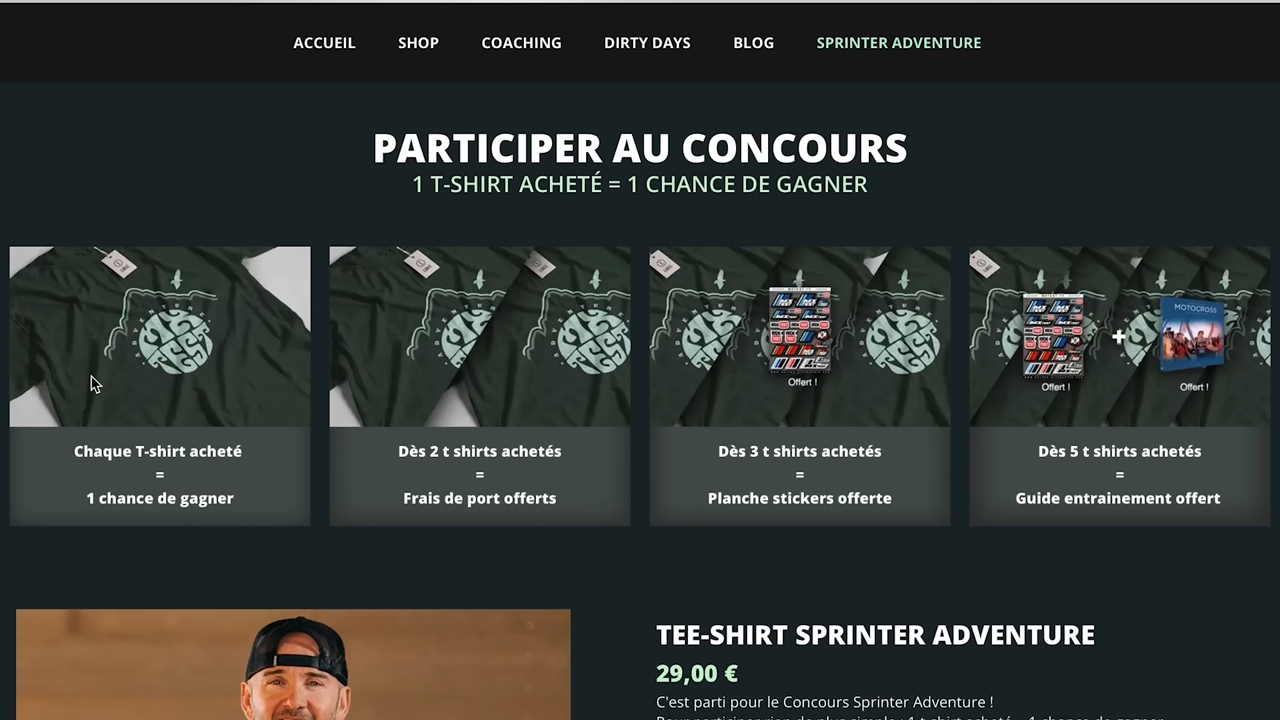 ACCUEIL SHOP COACHING DIRTY DAYS BLOG SPRINTER ADVENTURE
PARTICIPER AU CONCOURS
1 T-SHIRT ACHETÉ = 1 CHANCE DE GAGNER
Offert !
+
MOTOCROSS
Offert !
Offert !
Chaque T-shirt acheté
=
1 chance de gagner
Dès 2 t shirts achetés
=
Frais de port offerts
Dès 3 t shirts achetés
=
Planche stickers offerte
Dès 5 t shirts achetés
=
Guide entrainement offert
TEE-SHIRT SPRINTER ADVENTURE
29,00 €
C'est parti pour le Concours Sprinter Adventure !